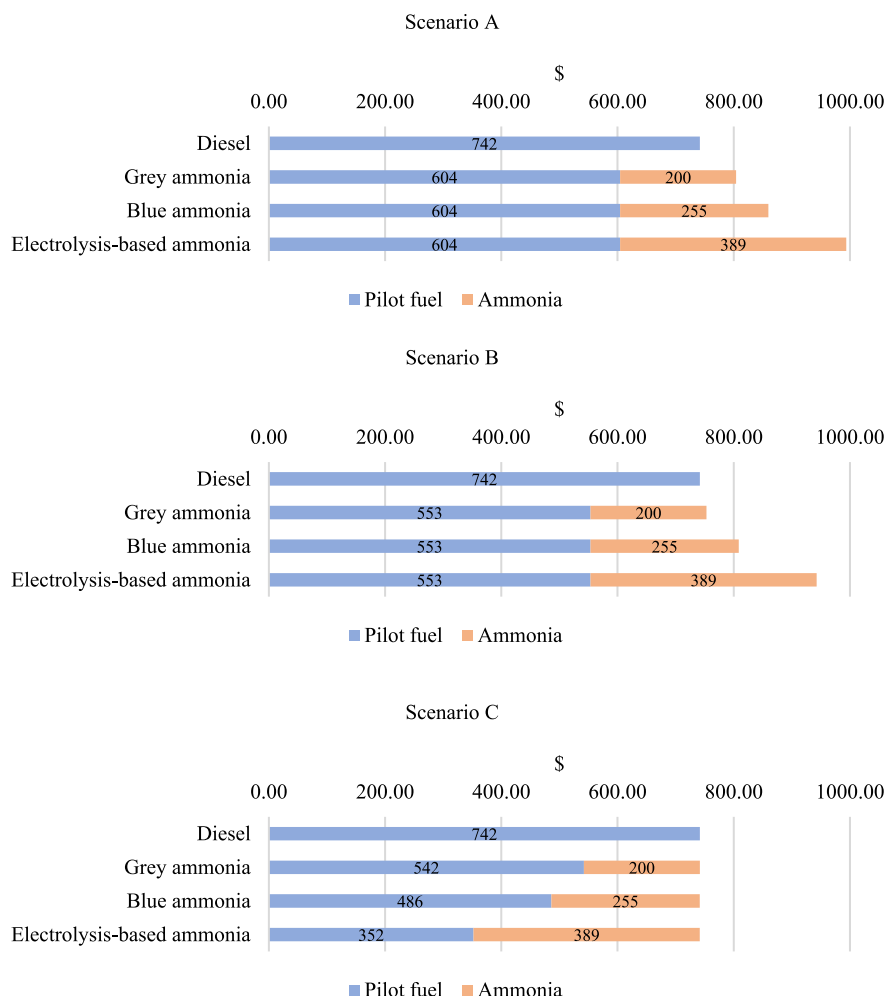 Scenario A
$
0.00 200.00 400.00 600.00 800.00 1000.00
Diesel 742
Grey ammonia 604 200
Blue ammonia 604 255
Electrolysis-based ammonia 604 389
Pilot fuel Ammonia
Scenario B
$
0.00 200.00 400.00 600.00 800.00 1000.00
Diesel 742
Grey ammonia 553 200
Blue ammonia 553 255
Electrolysis-based ammonia 553 389
Pilot fuel Ammonia
Scenario C
$
0.00 200.00 400.00 600.00 800.00 1000.00
Diesel 742
Grey ammonia 542 200
Blue ammonia 486 255
Electrolysis-based ammonia 352 389
Pilot fuel Ammonia